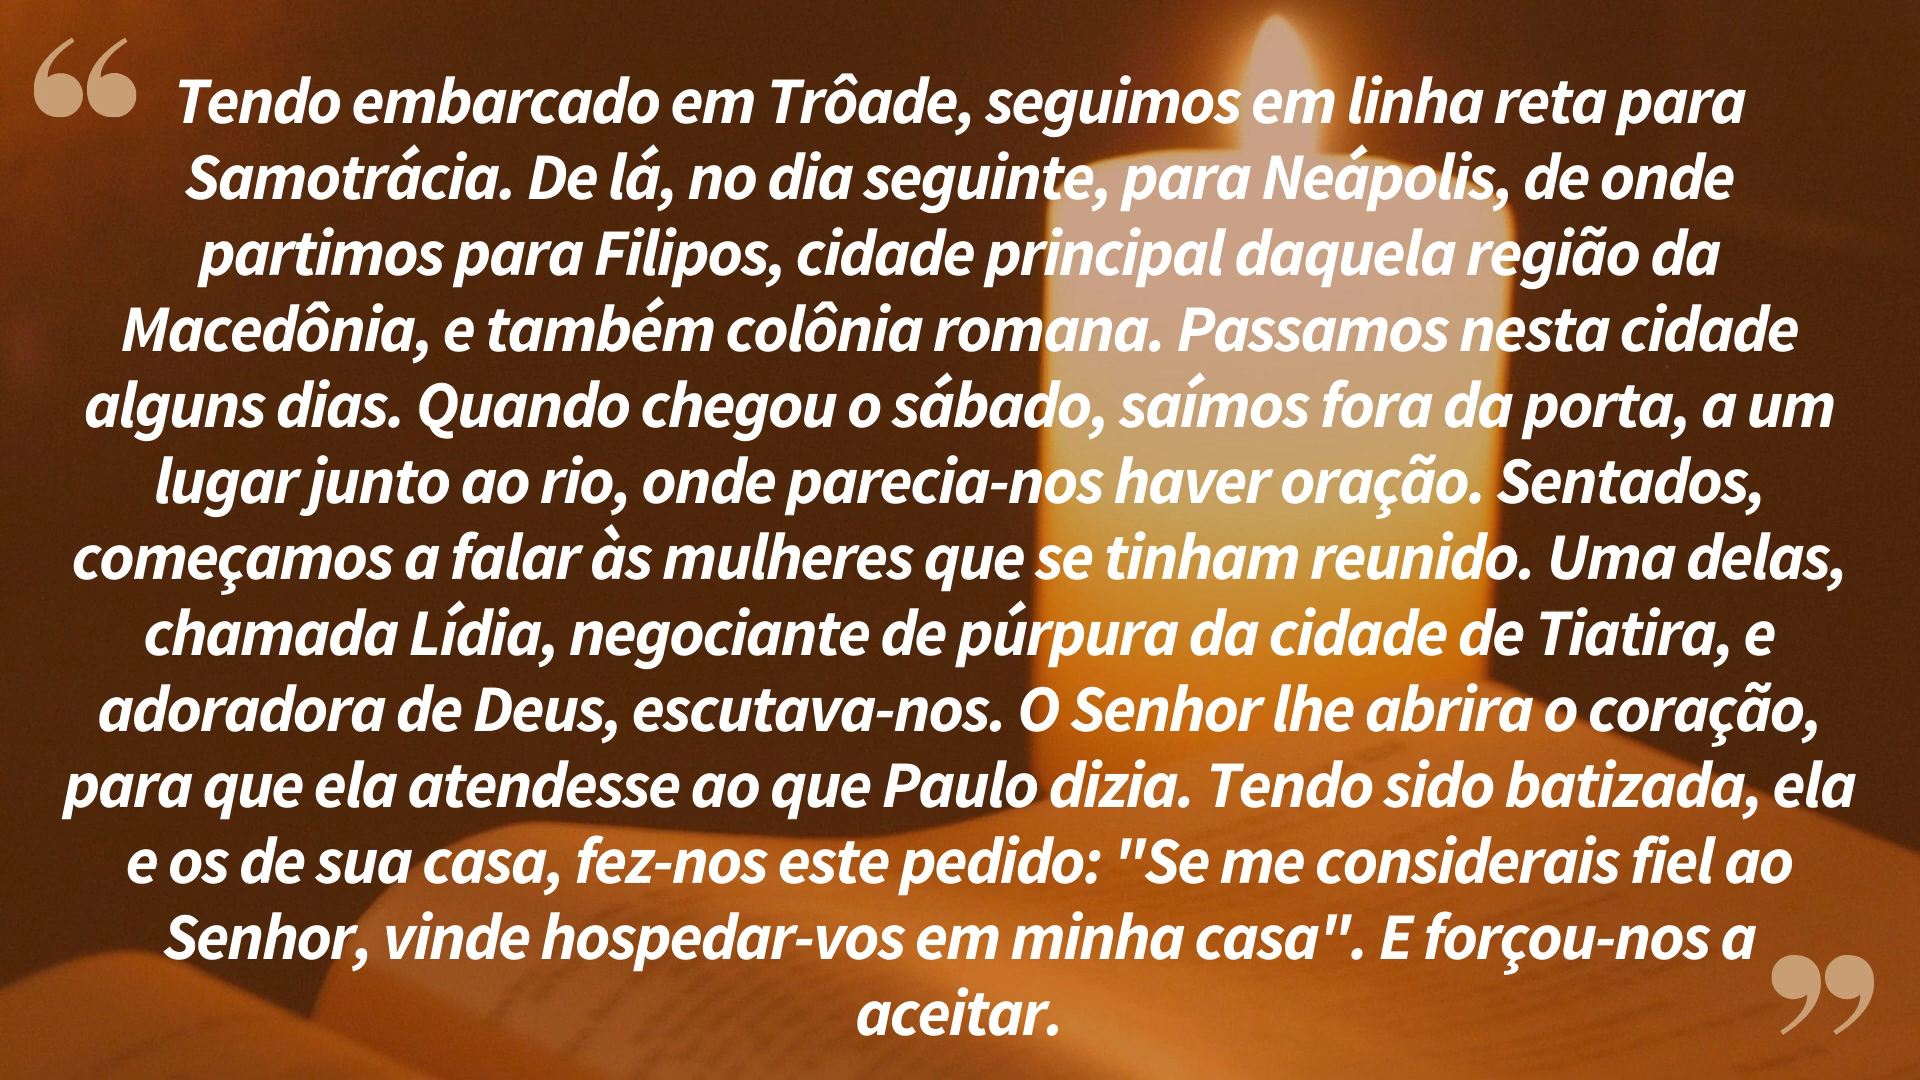 “
Tendo embarcado em Trôade, seguimos em linha reta para
Samotrácia. De lá, no dia seguinte, para Neápolis, de onde
partimos para Filipos, cidade principal daquela região da
Macedônia, e também colônia romana. Passamos nesta cidade
alguns dias. Quando chegou o sábado, saímos fora da porta, a um
lugar junto ao rio, onde parecia-nos haver oração. Sentados,
começamos a falar às mulheres que se tinham reunido. Uma delas,
chamada Lídia, negociante de púrpura da cidade de Tiatira, e
adoradora de Deus, escutava-nos. O Senhor lhe abrira o coração,
para que ela atendesse ao que Paulo dizia. Tendo sido batizada, ela
e os de sua casa, fez-nos este pedido: "Se me considerais fiel ao
Senhor, vinde hospedar-vos em minha casa". E forçou-nos a
aceitar.
”